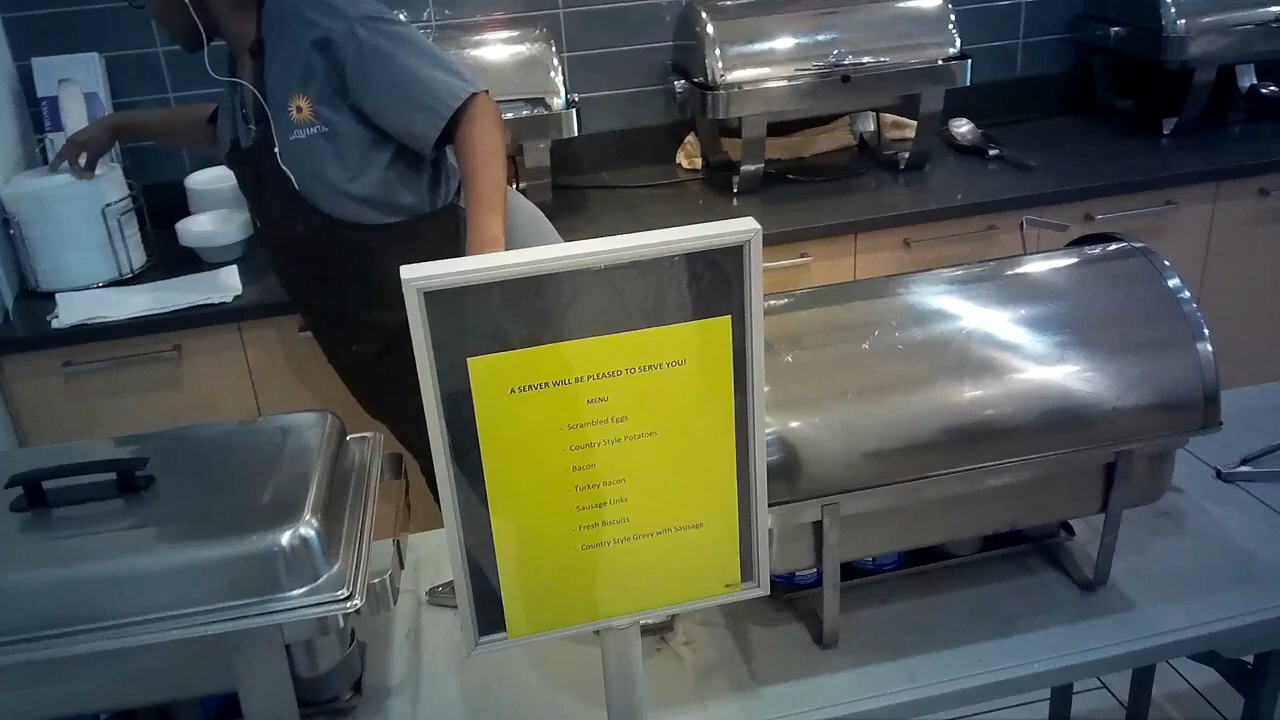 LAQUINTA
A SERVER WILL BE PLEASED TO SERVE YOU!
MENU
- Scrambled Eggs
- Country Style Potatoes
- Bacon
- Turkey Bacon
- Sausage Links
- Fresh Biscuits
- Country Style Gravy with Sausage